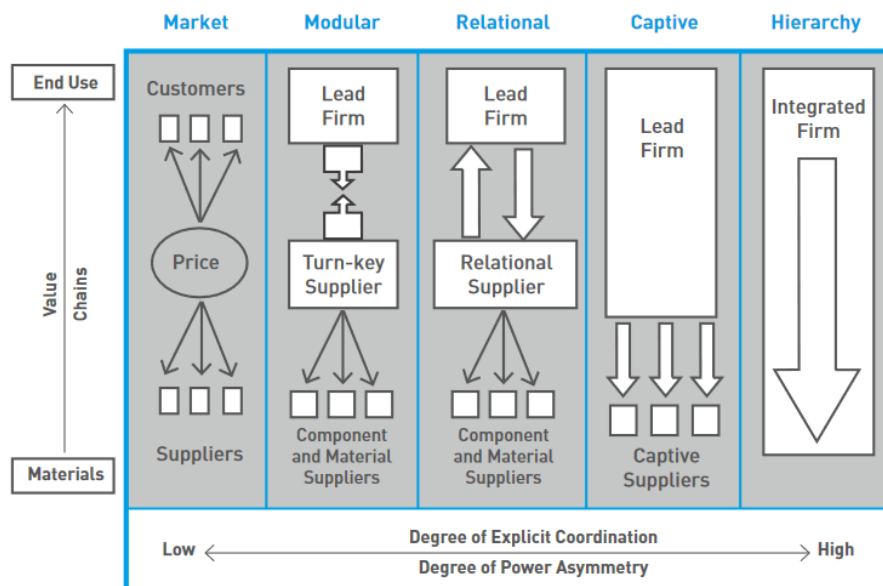 Market
Modular
Relational
Captive
Hierarchy
End Use
Value
Chains
Materials
Customers
Price
Suppliers
Lead
Firm
Turn-key
Supplier
Component
and Material
Suppliers
Lead
Firm
Relational
Supplier
Component
and Material
Suppliers
Lead
Firm
Captive
Suppliers
Integrated
Firm
Low
Degree of Explicit Coordination
Degree of Power Asymmetry
High